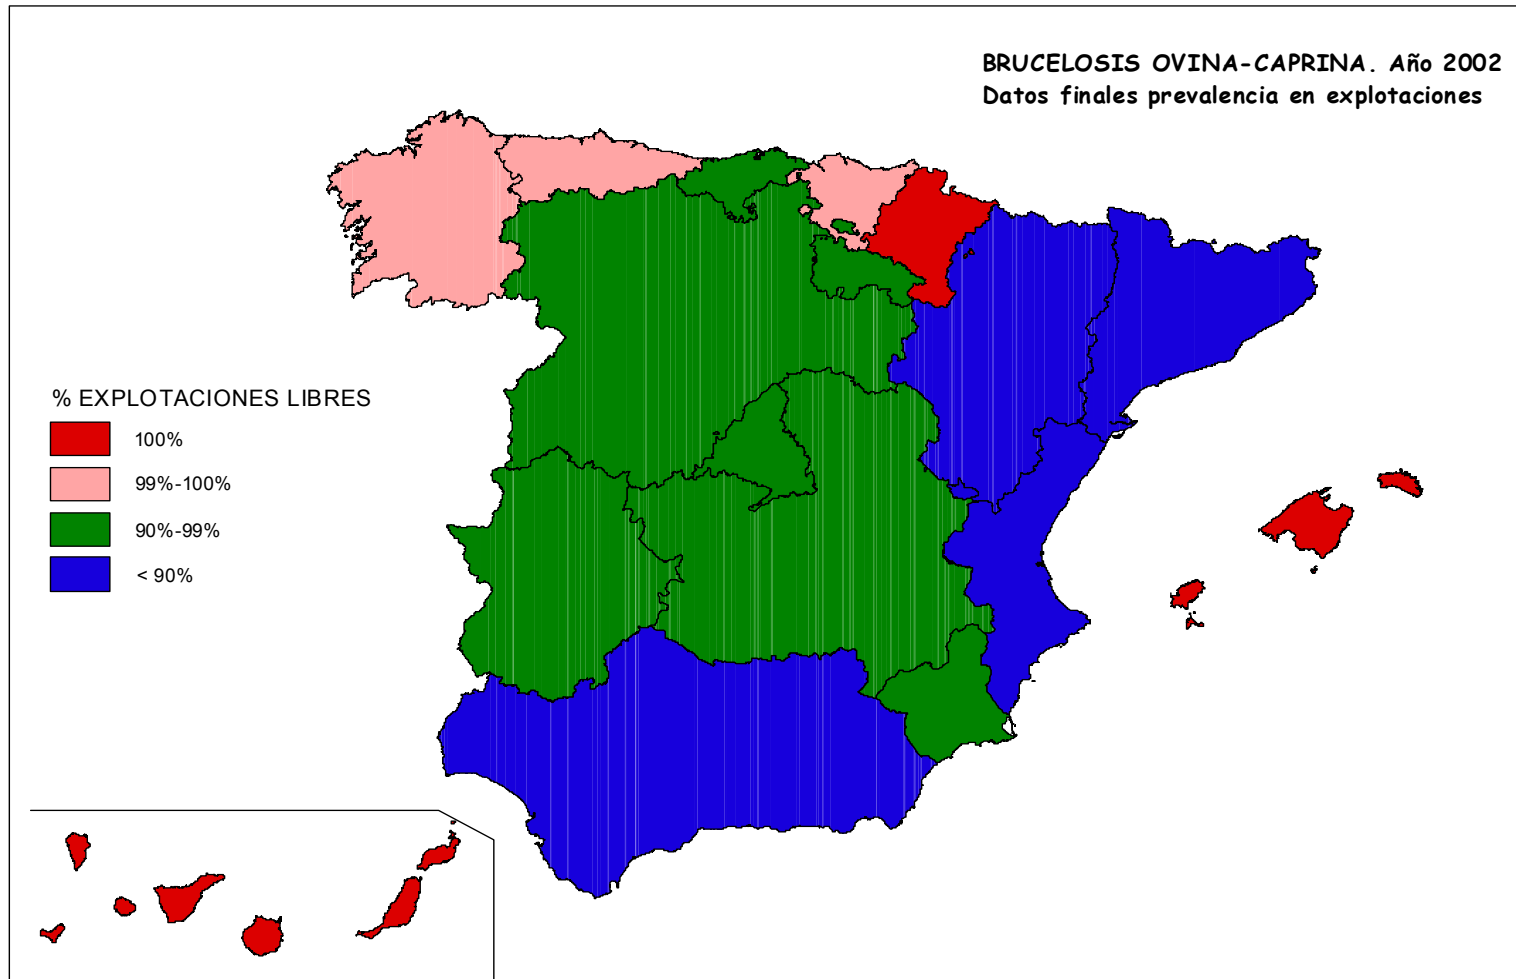 BRUCELOSIS OVINA-CAPRINA. Año 2002
Datos finales prevalencia en explotaciones
% EXPLOTACIONES LIBRES
100%
99%-100%
90%-99%
< 90%